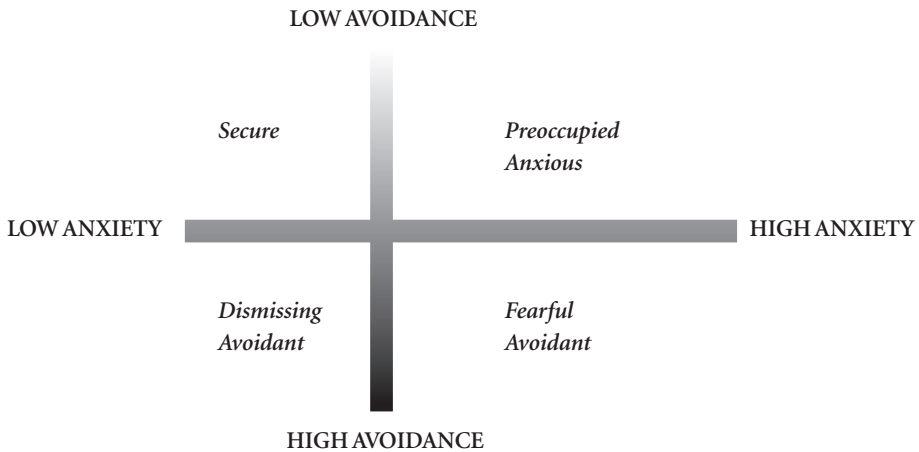 LOW AVOIDANCE
Secure
Preoccupied
Anxious
LOW ANXIETY
HIGH ANXIETY
Dismissing
Avoidant
Fearful
Avoidant
HIGH AVOIDANCE